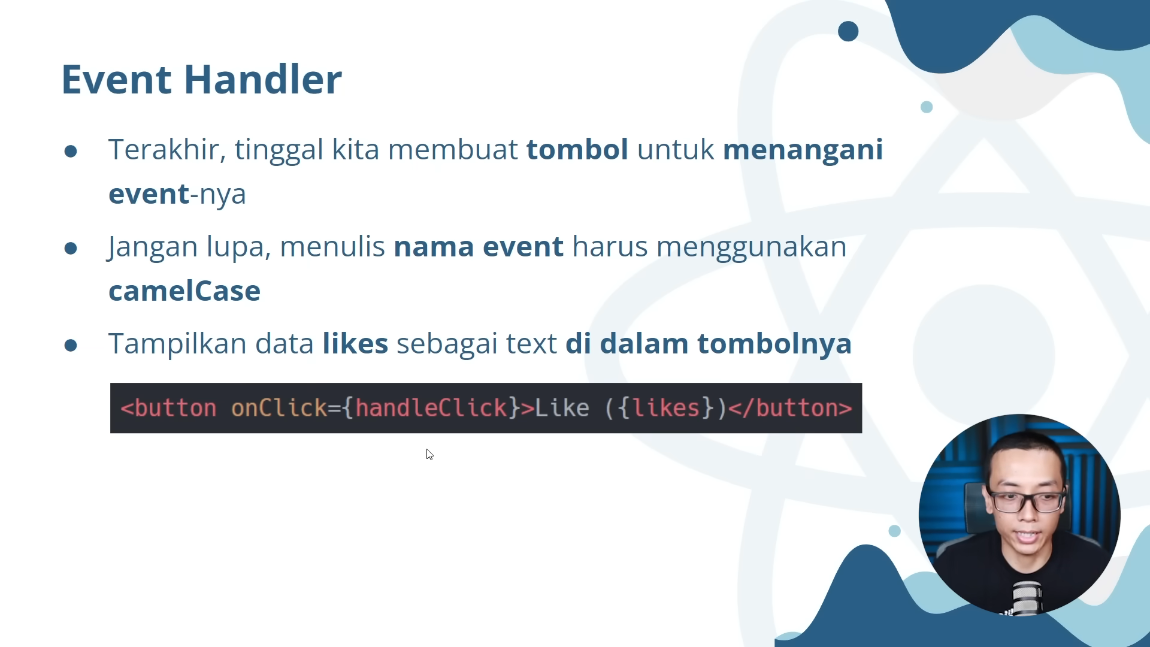 Event Handler
● Terakhir, tinggal kita membuat tombol untuk menangani
event-nya
● Jangan lupa, menulis nama event harus menggunakan
camelCase
● Tampilkan data likes sebagai text di dalam tombolnya
<button onClick={handleClick}>Like ({likes})</button>